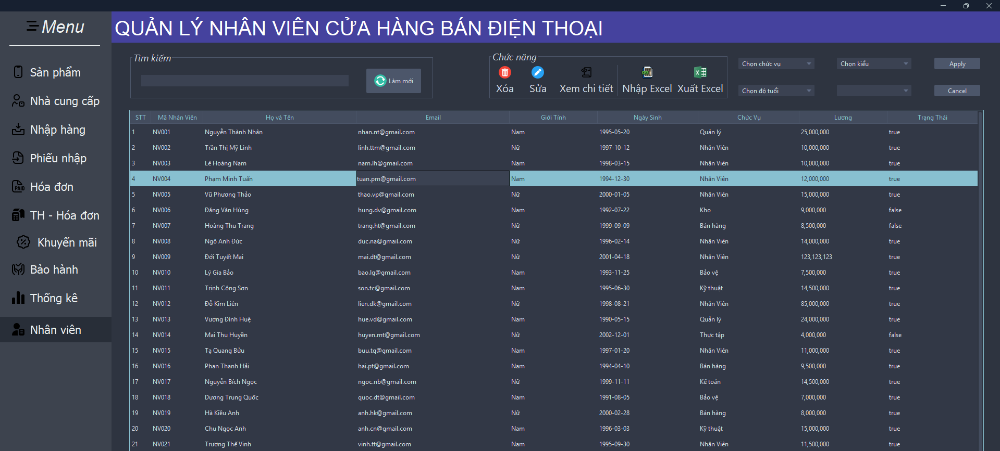 Menu
QUẢN LÝ NHÂN VIÊN CỬA HÀNG BÁN ĐIỆN THOẠI
Sản phẩm
Nhà cung cấp
Nhập hàng
Phiếu nhập
Hóa đơn
TH - Hóa đơn
Khuyến mãi
Bảo hành
Thống kê
Nhân viên
Tìm kiếm
Làm mới
Chức năng
Xóa Sửa Xem chi tiết Nhập Excel Xuất Excel
Chọn chức vụ Chọn kiểu Apply
Chọn độ tuổi Cancel
STT Mã Nhân Viên Họ và Tên Email Giới Tính Ngày Sinh Chức Vụ Lương Trạng Thái
1 NV001 Nguyễn Thành Nhân nhan.nt@gmail.com Nam 1995-05-20 Quản lý 25,000,000 true
2 NV002 Trần Thị Mỹ Linh linh.ttm@gmail.com Nữ 1997-10-12 Nhân Viên 10,000,000 true
3 NV003 Lê Hoàng Nam nam.lh@gmail.com Nam 1998-03-15 Nhân Viên 10,000,000 true
4 NV004 Phạm Minh Tuấn tuan.pm@gmail.com Nam 1994-12-30 Nhân Viên 12,000,000 true
5 NV005 Vũ Phương Thảo thao.vp@gmail.com Nữ 2000-01-05 Nhân Viên 15,000,000 true
6 NV006 Đặng Văn Hùng hung.dv@gmail.com Nam 1992-07-22 Kho 9,000,000 false
7 NV007 Hoàng Thu Trang trang.ht@gmail.com Nữ 1999-09-09 Bán hàng 8,500,000 false
8 NV008 Ngô Anh Đức duc.na@gmail.com Nữ 1996-02-14 Nhân Viên 14,000,000 true
9 NV009 Đới Tuyết Mai mai.dt@gmail.com Nữ 2001-04-18 Nhân Viên 123,123,123 true
10 NV010 Lý Gia Bảo bao.lg@gmail.com Nam 1993-11-25 Bảo vệ 7,500,000 true
11 NV011 Trịnh Công Sơn son.tc@gmail.com Nam 1995-06-30 Kỹ thuật 14,500,000 true
12 NV012 Đỗ Kim Liên lien.dk@gmail.com Nữ 1998-08-21 Nhân Viên 85,000,000 true
13 NV013 Vương Đình Huệ hue.vd@gmail.com Nam 1990-05-15 Quản lý 24,000,000 true
14 NV014 Mai Thu Huyền huyen.mt@gmail.com Nữ 2002-12-01 Thực tập 4,000,000 false
15 NV015 Tạ Quang Bửu buu.tq@gmail.com Nam 1997-01-20 Nhân Viên 11,000,000 true
16 NV016 Phan Thanh Hải hai.pt@gmail.com Nam 1994-04-10 Bán hàng 9,500,000 true
17 NV017 Nguyễn Bích Ngọc ngoc.nb@gmail.com Nữ 1999-11-11 Kế toán 14,500,000 true
18 NV018 Dương Trung Quốc quoc.dt@gmail.com Nam 1991-08-05 Bảo vệ 7,000,000 true
19 NV019 Hà Kiều Anh anh.hk@gmail.com Nữ 2000-02-28 Bán hàng 8,000,000 true
20 NV020 Chu Ngọc Anh anh.cn@gmail.com Nam 1996-03-03 Kỹ thuật 15,000,000 true
21 NV021 Trương Thế Vinh vinh.tt@gmail.com Nam 1995-09-30 Nhân Viên 11,500,000 true